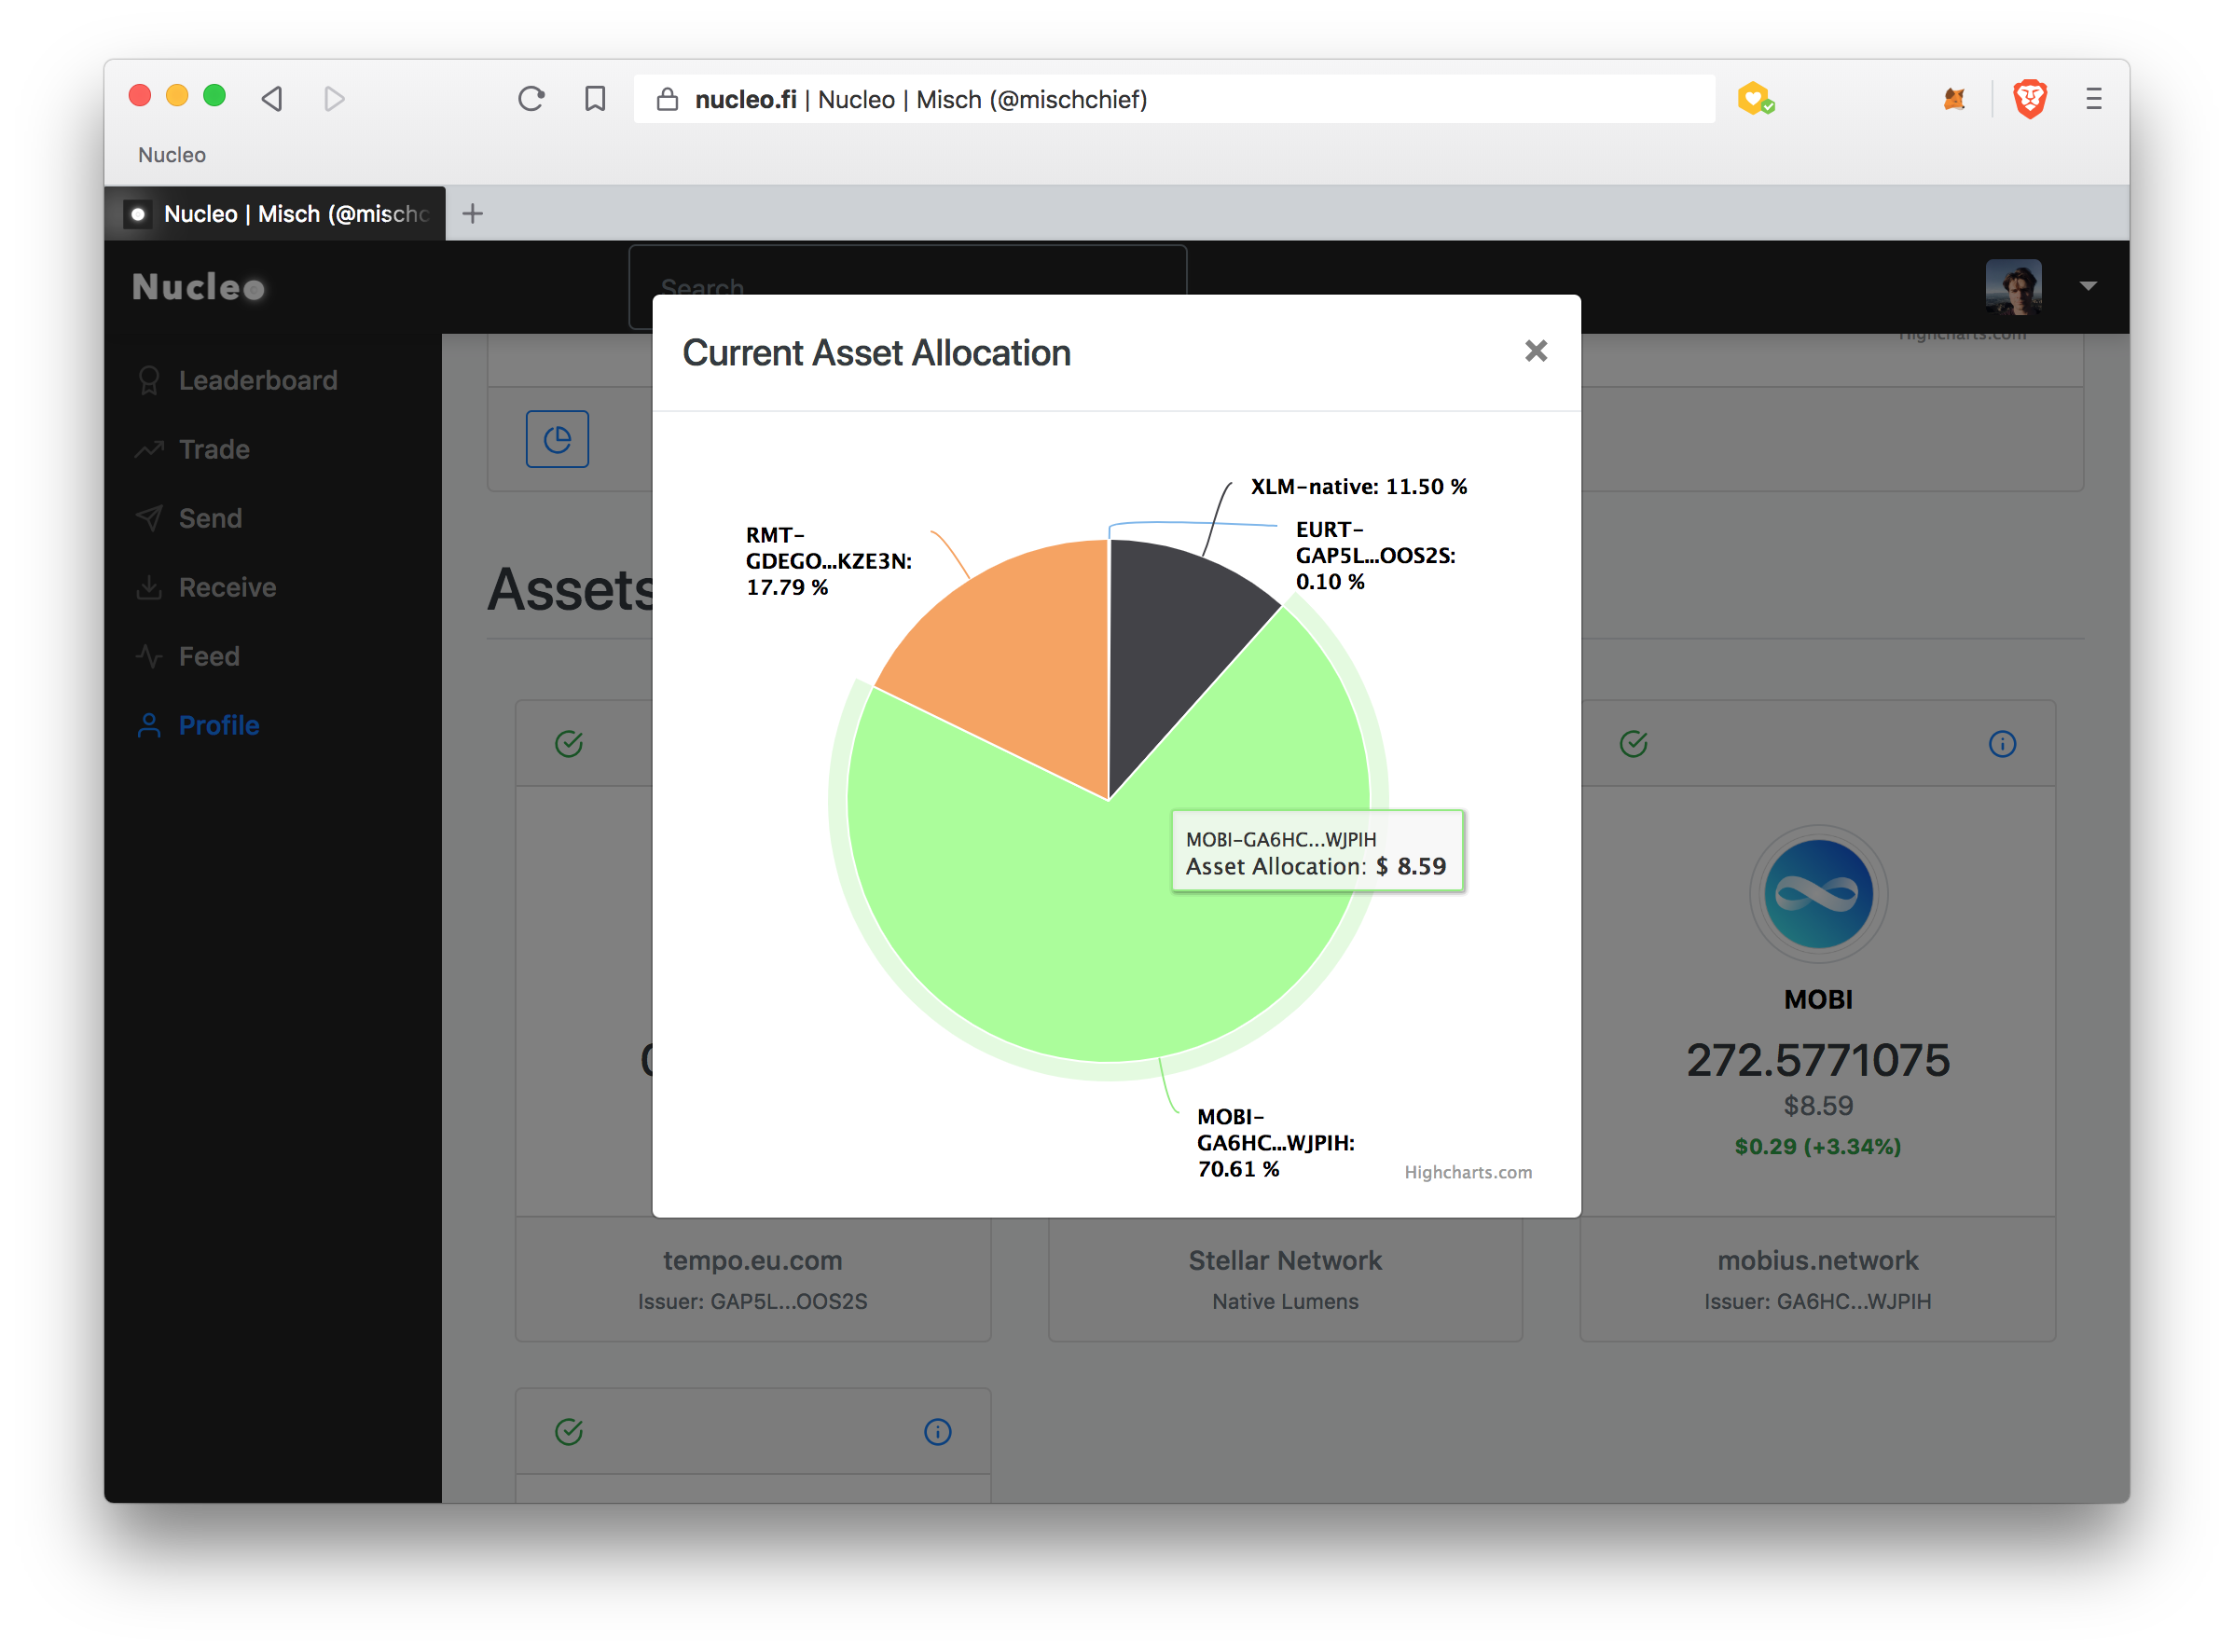 nucleo.fi | Nucleo | Misch (@mischchief)
Nucleo
Nucleo | Misch (@mischc
Nucleo
Search
Highcharts.com
Leaderboard
Trade
Send
Receive
Feed
Profile
Current Asset Allocation
XLM-native: 11.50 %
EURT-
GAP5L...OOS2S:
0.10 %
RMT-
GDEGO...KZE3N:
17.79 %
MOBI-GA6HC...WJPIH
Asset Allocation: $ 8.59
MOBI-
GA6HC...WJPIH:
70.61 %
Highcharts.com
Assets
MOBI
272.5771075
$8.59
$0.29 (+3.34%)
tempo.eu.com
Issuer: GAP5L...OOS2S
Stellar Network
Native Lumens
mobius.network
Issuer: GA6HC...WJPIH